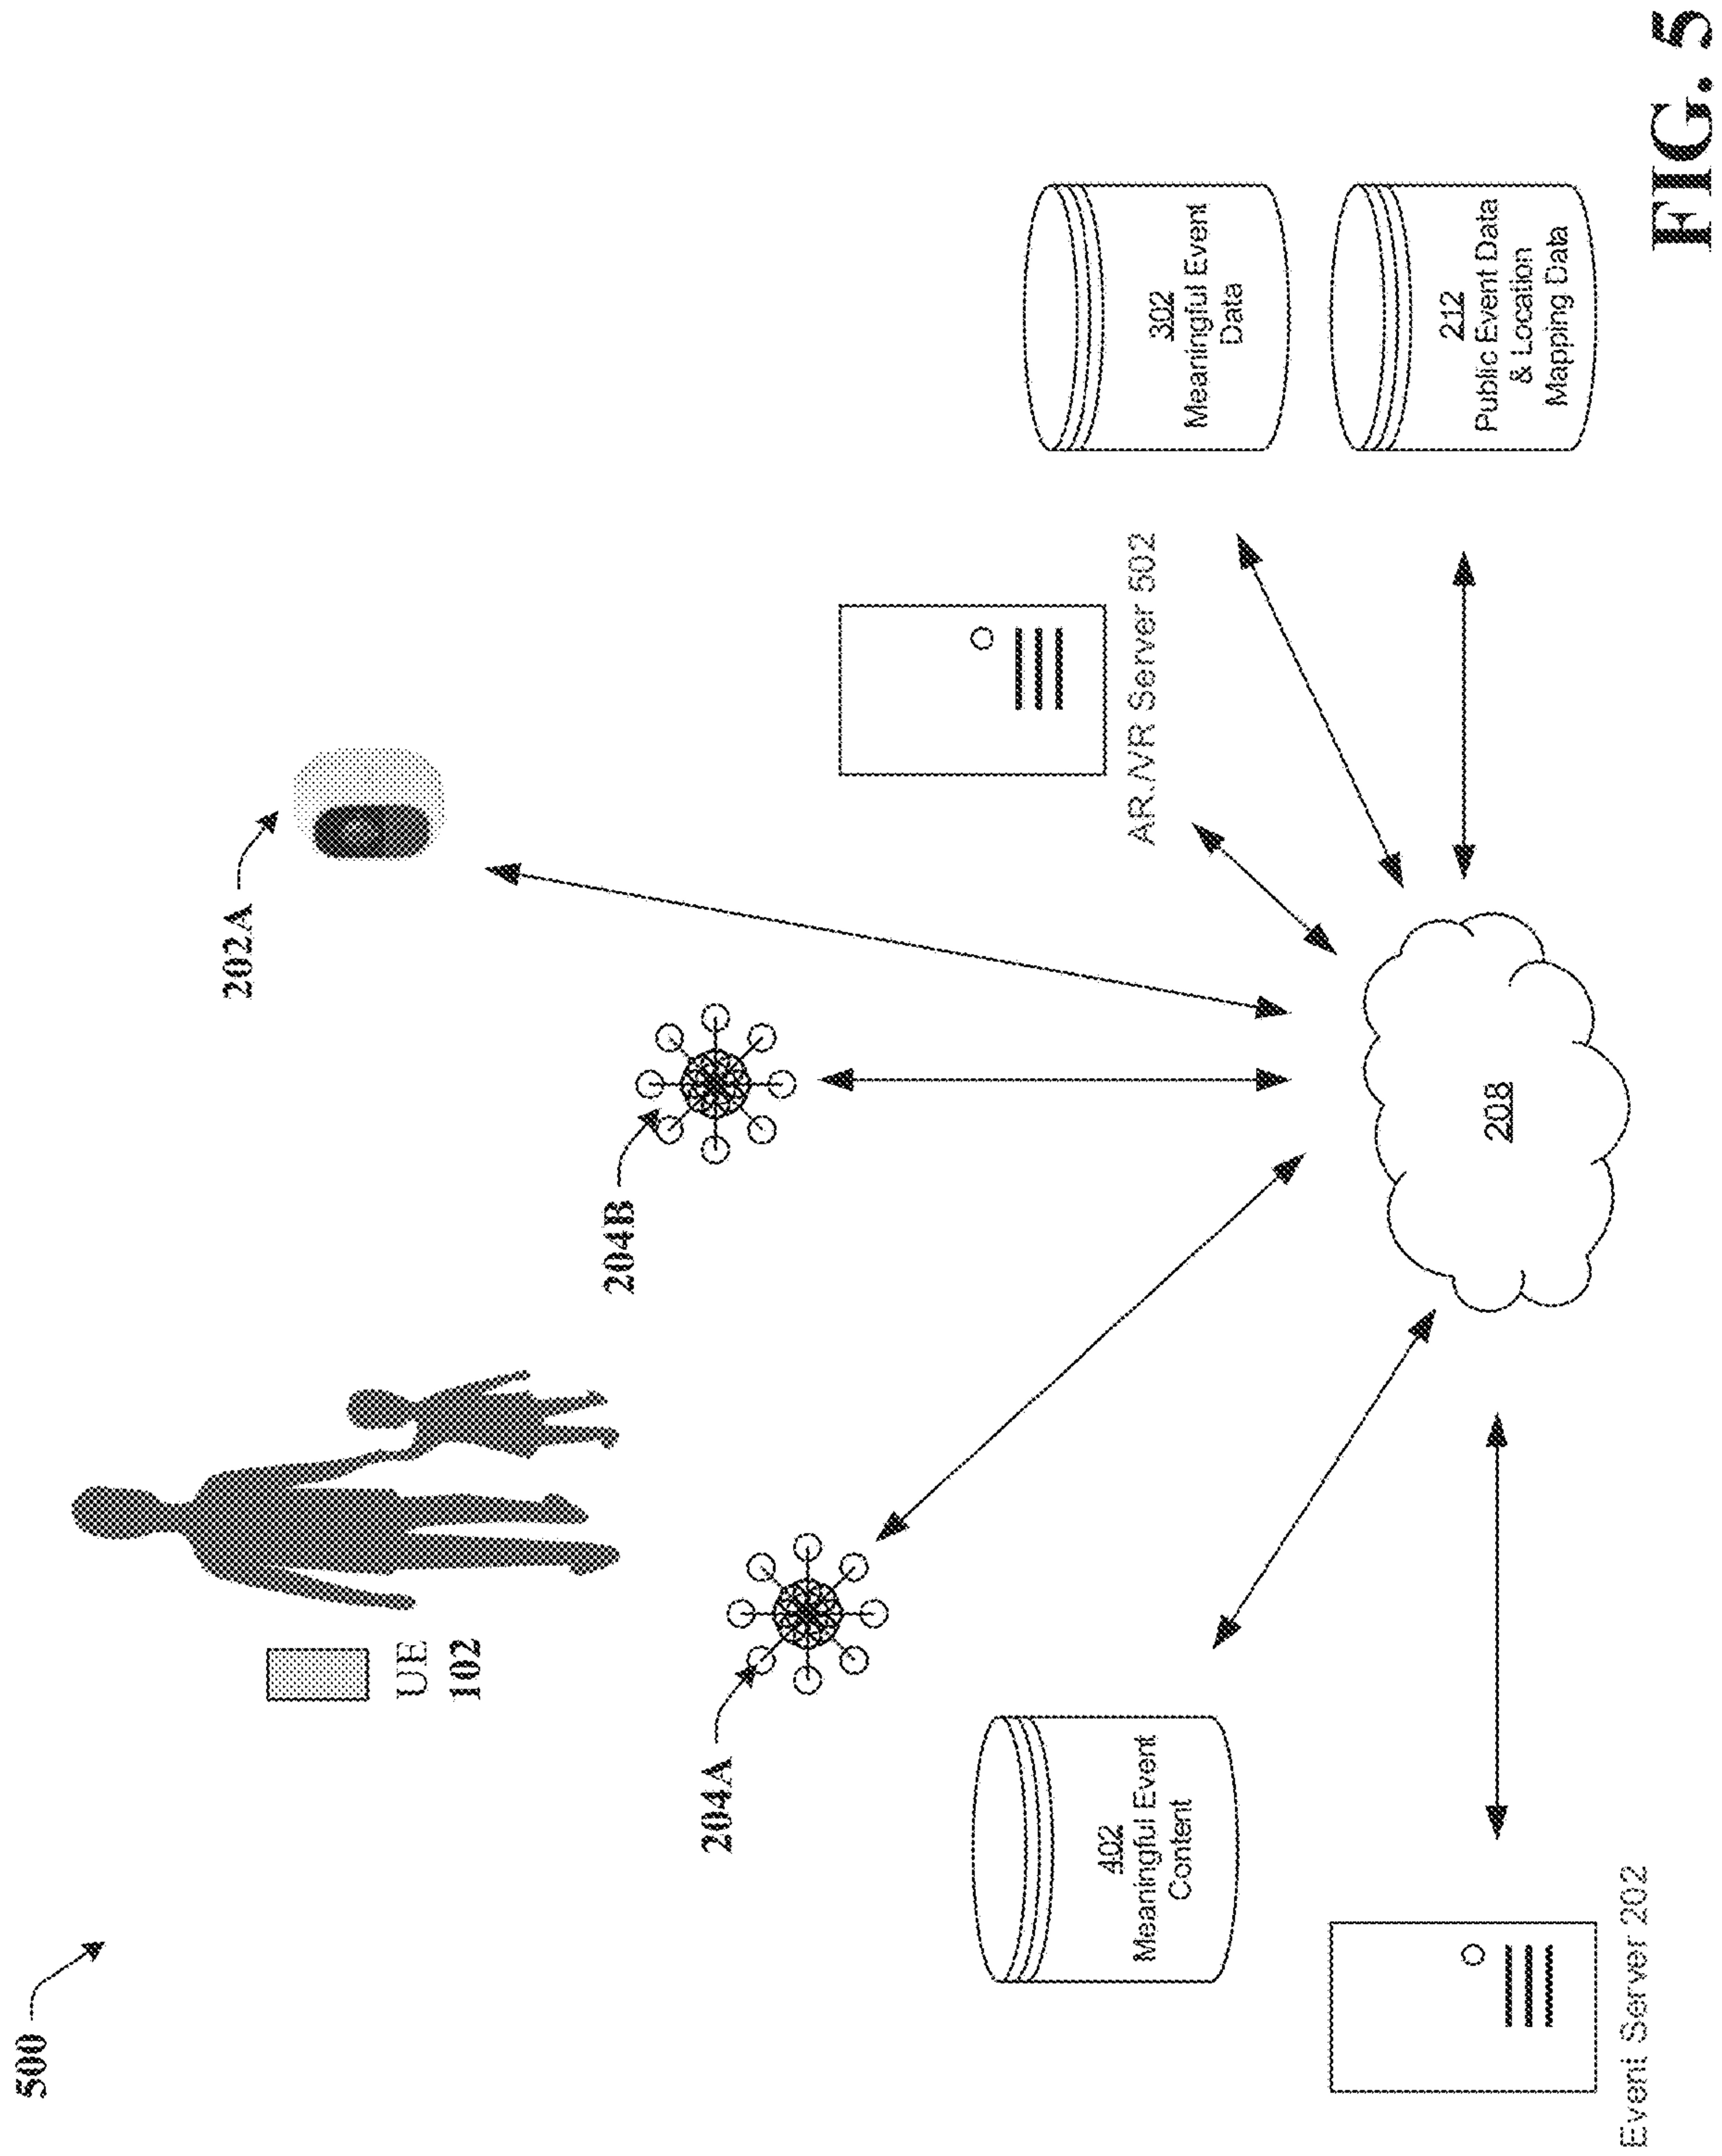 500
UE
102
202A
204B
204A
AR./VR Server 502
302
Meaningful Event
Data
402
Meaningful Event
Content
208
212
Public Event Data
& Location
Mapping Data
Event Server 202
FIG. 5